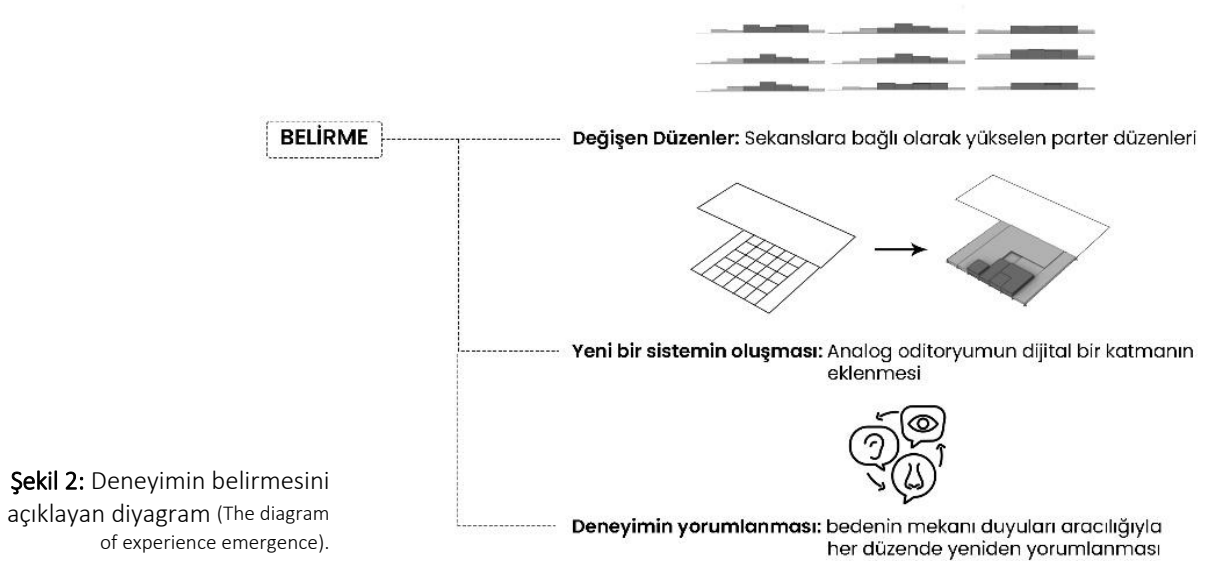 BELİRME
Değişen Düzenler: Sekanslara bağlı olarak yükselen parter düzenleri
Yeni bir sistemin oluşması: Analog oditoryumun dijital bir katmanın
eklenmesi
Deneyimin yorumlanması: bedenin mekanı duyuları aracılığıyla
her düzende yeniden yorumlanması
Şekil 2: Deneyimin belirmesini
açıklayan diyagram (The diagram
of experience emergence).